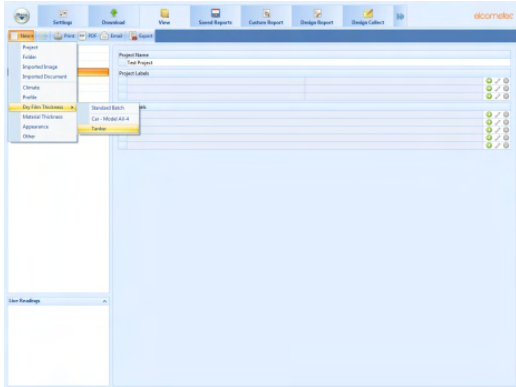 Settings
Download
View
Saved Reports
Custom Report
Design Report
Design Collect
elcometer
New
Print
PDF
Email
Export
Project
Folder
Imported Image
Imported Document
Climate
Profile
Dry Film Thickness
Material Thickness
Appearance
Other
Standard Batch
Car - Model AX-4
Tanker
Project Name
Test Project
Project Labels
Live Readings